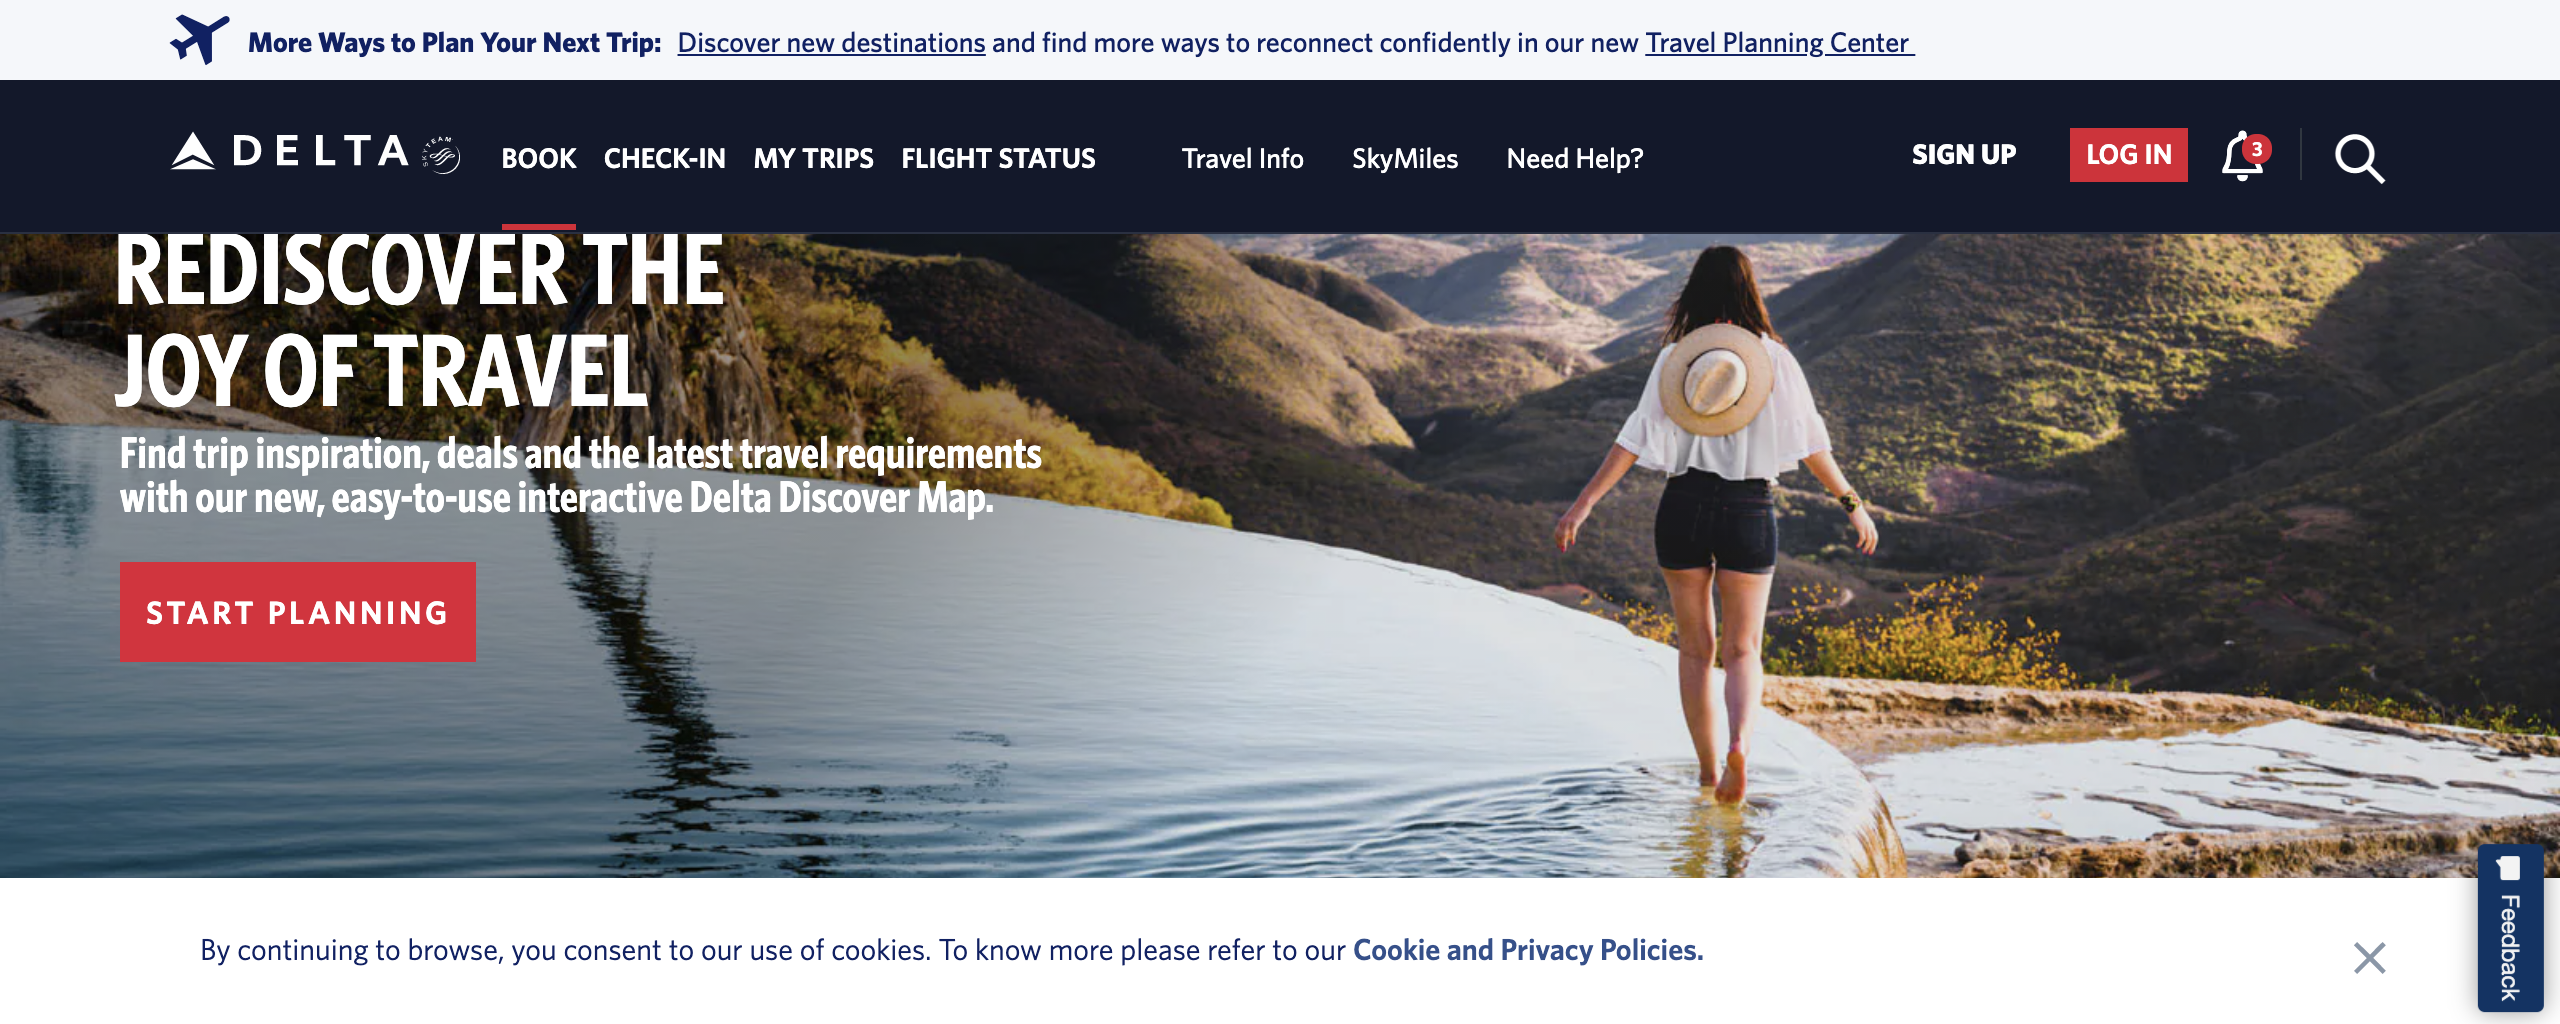 More Ways to Plan Your Next Trip: Discover new destinations and find more ways to reconnect confidently in our new Travel Planning Center
DELTA SKYTEAM BOOK CHECK-IN MY TRIPS FLIGHT STATUS Travel Info SkyMiles Need Help? SIGN UP LOG IN 3
REDISCOVER THE
JOY OF TRAVEL
Find trip inspiration, deals and the latest travel requirements
with our new, easy-to-use interactive Delta Discover Map.
START PLANNING
By continuing to browse, you consent to our use of cookies. To know more please refer to our Cookie and Privacy Policies.
Feedback